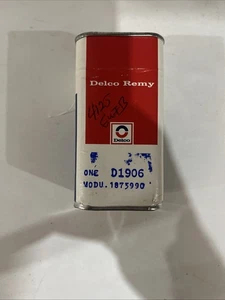 Delco Remy
Delco
ONE D1906
MODU. 1875990